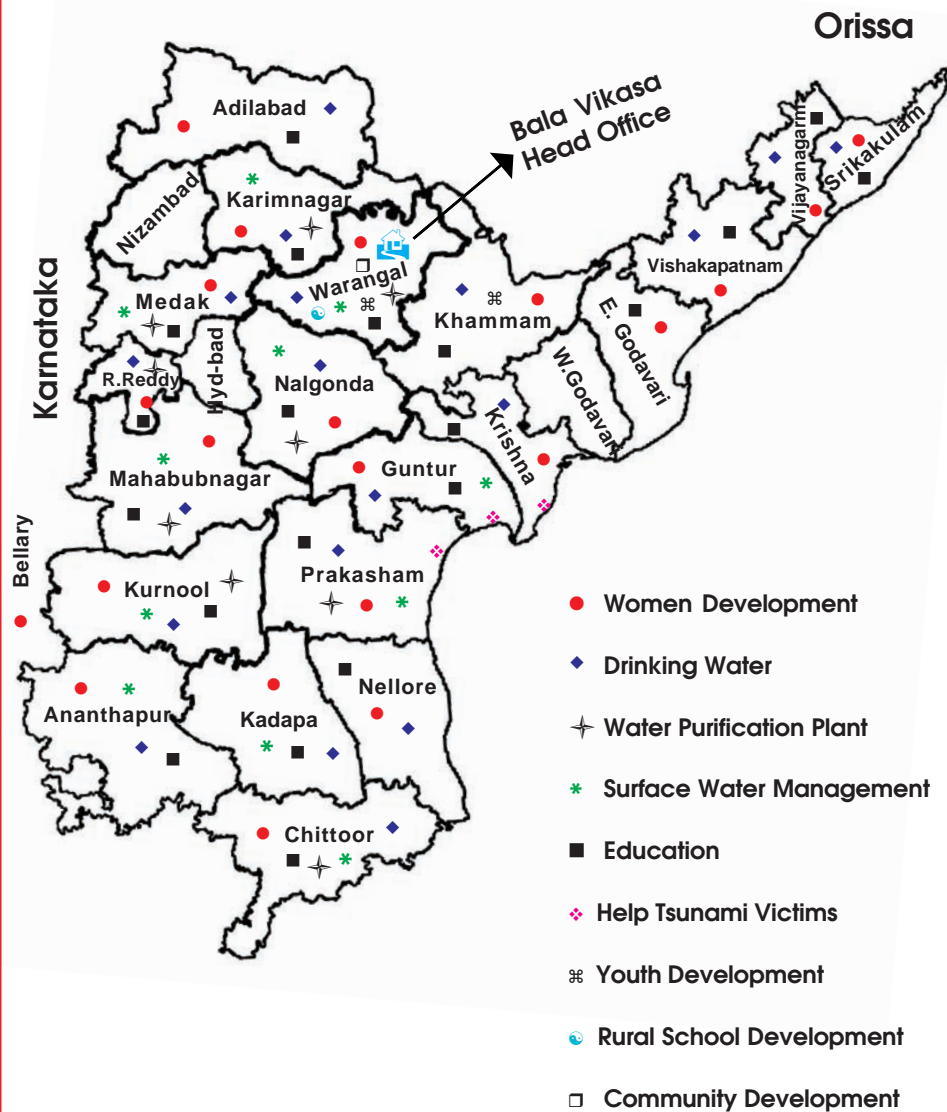 Orissa
Bala Vikasa
Head Office
Adilabad
Nizambad
Karimnagar
Vijayanagarm
Srikakulam
Karnataka
Warangal
Vishakapatnam
Medak
Khammam
E. Godavari
R.Reddy
Hyd-bad
Nalgonda
W.Godavari
Krishna
Mahabubnagar
Guntur
Bellary
Kurnool
Prakasham
Women Development
Drinking Water
Nellore
Ananthapur
Kadapa
Water Purification Plant
Surface Water Management
Chittoor
Education
Help Tsunami Victims
Youth Development
Rural School Development
Community Development